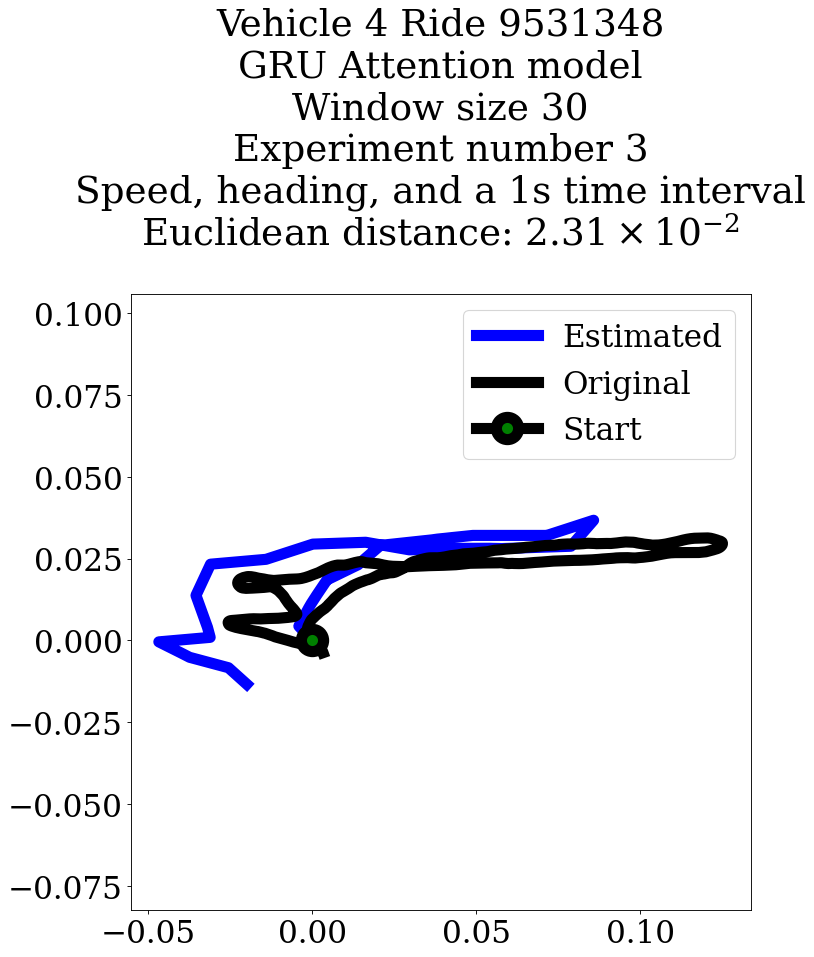 Vehicle 4 Ride 9531348
GRU Attention model
Window size 30
Experiment number 3
Speed, heading, and a 1s time interval
Euclidean distance: 2.31 × 10⁻²
Estimated
Original
Start
0.100
0.075
0.050
0.025
0.000
−0.025
−0.050
−0.075
−0.05 0.00 0.05 0.10